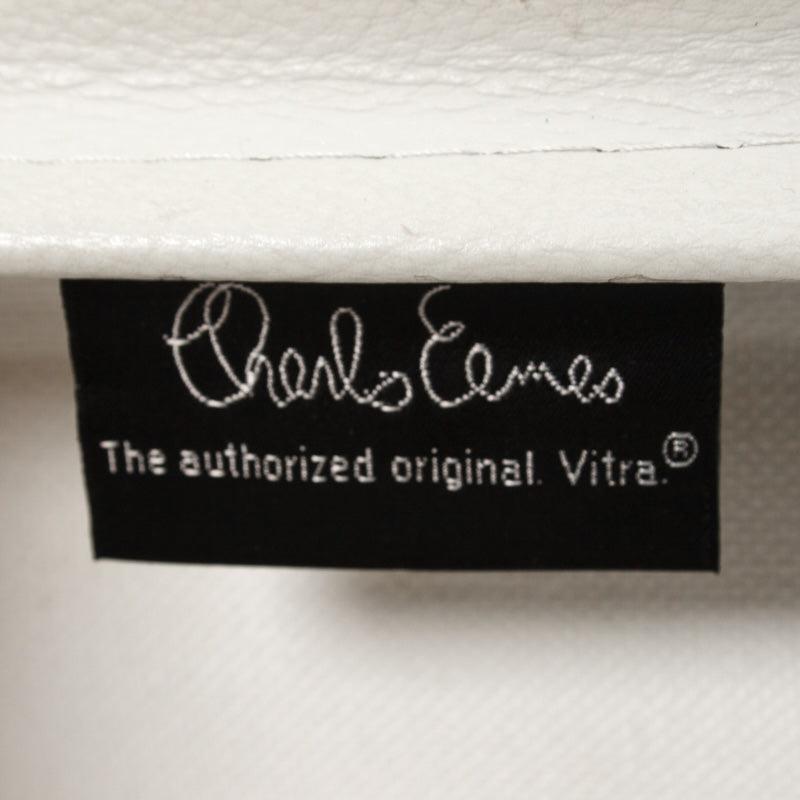 Charles Eames
The authorized original. Vitra.®